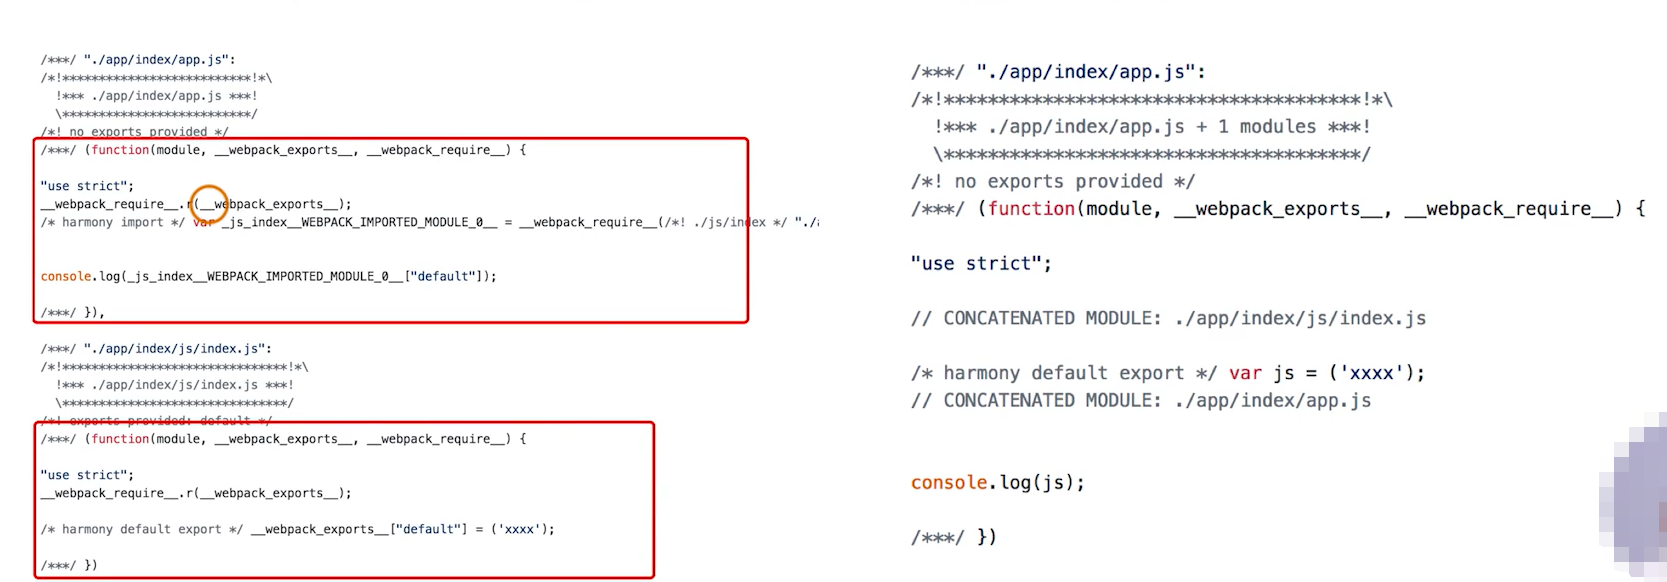 /***/ "./app/index/app.js":
/*!**************************!*\
  !*** ./app/index/app.js ***!
  \**************************/
/*! no exports provided */
/***/ (function(module, __webpack_exports__, __webpack_require__) {
"use strict";
__webpack_require__.r(__webpack_exports__);
/* harmony import */ var _js_index__WEBPACK_IMPORTED_MODULE_0__ = __webpack_require__(/*! ./js/index */ "./
console.log(_js_index__WEBPACK_IMPORTED_MODULE_0__["default"]);
/***/ }),
/***/ "./app/index/js/index.js":
/*!*******************************!*\
  !*** ./app/index/js/index.js ***!
  \*******************************/
/*! exports provided: default */
/***/ (function(module, __webpack_exports__, __webpack_require__) {
"use strict";
__webpack_require__.r(__webpack_exports__);
/* harmony default export */ __webpack_exports__["default"] = ('xxxx');
/***/ })
/***/ "./app/index/app.js":
/*!**************************************!*\
  !*** ./app/index/app.js + 1 modules ***!
  \**************************************/
/*! no exports provided */
/***/ (function(module, __webpack_exports__, __webpack_require__) {
"use strict";
// CONCATENATED MODULE: ./app/index/js/index.js
/* harmony default export */ var js = ('xxxx');
// CONCATENATED MODULE: ./app/index/app.js
console.log(js);
/***/ })